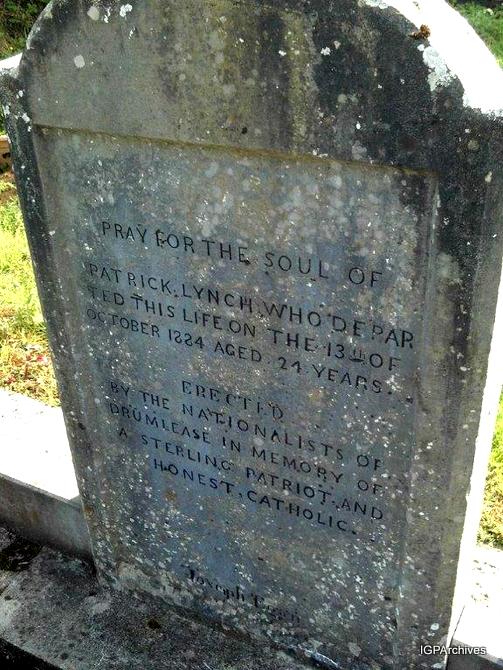 PRAY FOR THE SOUL OF
PATRICK LYNCH WHO DEPAR
TED THIS LIFE ON THE 13TH OF
OCTOBER 1884 AGED 24 YEARS.
ERECTED
BY THE NATIONALISTS OF
DRUMLEASE IN MEMORY OF
A STERLING PATRIOT AND
HONEST CATHOLIC.
Joseph
IGPArchives